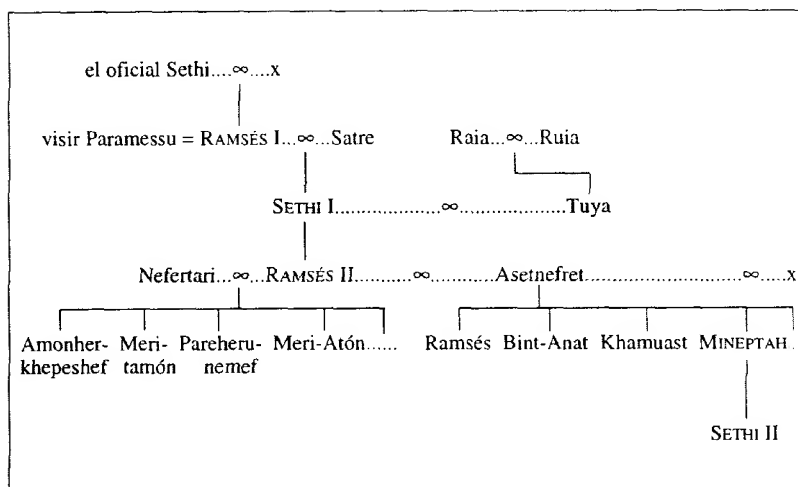 el oficial Sethi....∞....x
visir Paramessu = RAMSÉS I...∞...Satre Raia...∞...Ruia
SETHI I.......................∞.......................Tuya
Nefertari...∞...RAMSÉS II..........∞..............Asetnefret..........................∞.....x
Amonher- Meri- Pareheru- Meri-Atón...... Ramsés Bint-Anat Khamuast MINEPTAH.
khepeshef tamón nemef
SETHI II